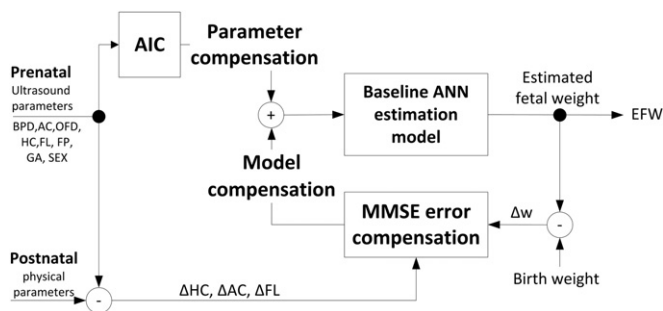 AIC
Parameter
compensation
Prenatal
Ultrasound
parameters
BPD,AC,OFD,
HC,FL, FP,
GA, SEX
+
Baseline ANN
estimation
model
Estimated
fetal weight
EFW
Model
compensation
MMSE error
compensation
Δw
-
Birth weight
Postnatal
physical
parameters
-
ΔHC, ΔAC, ΔFL